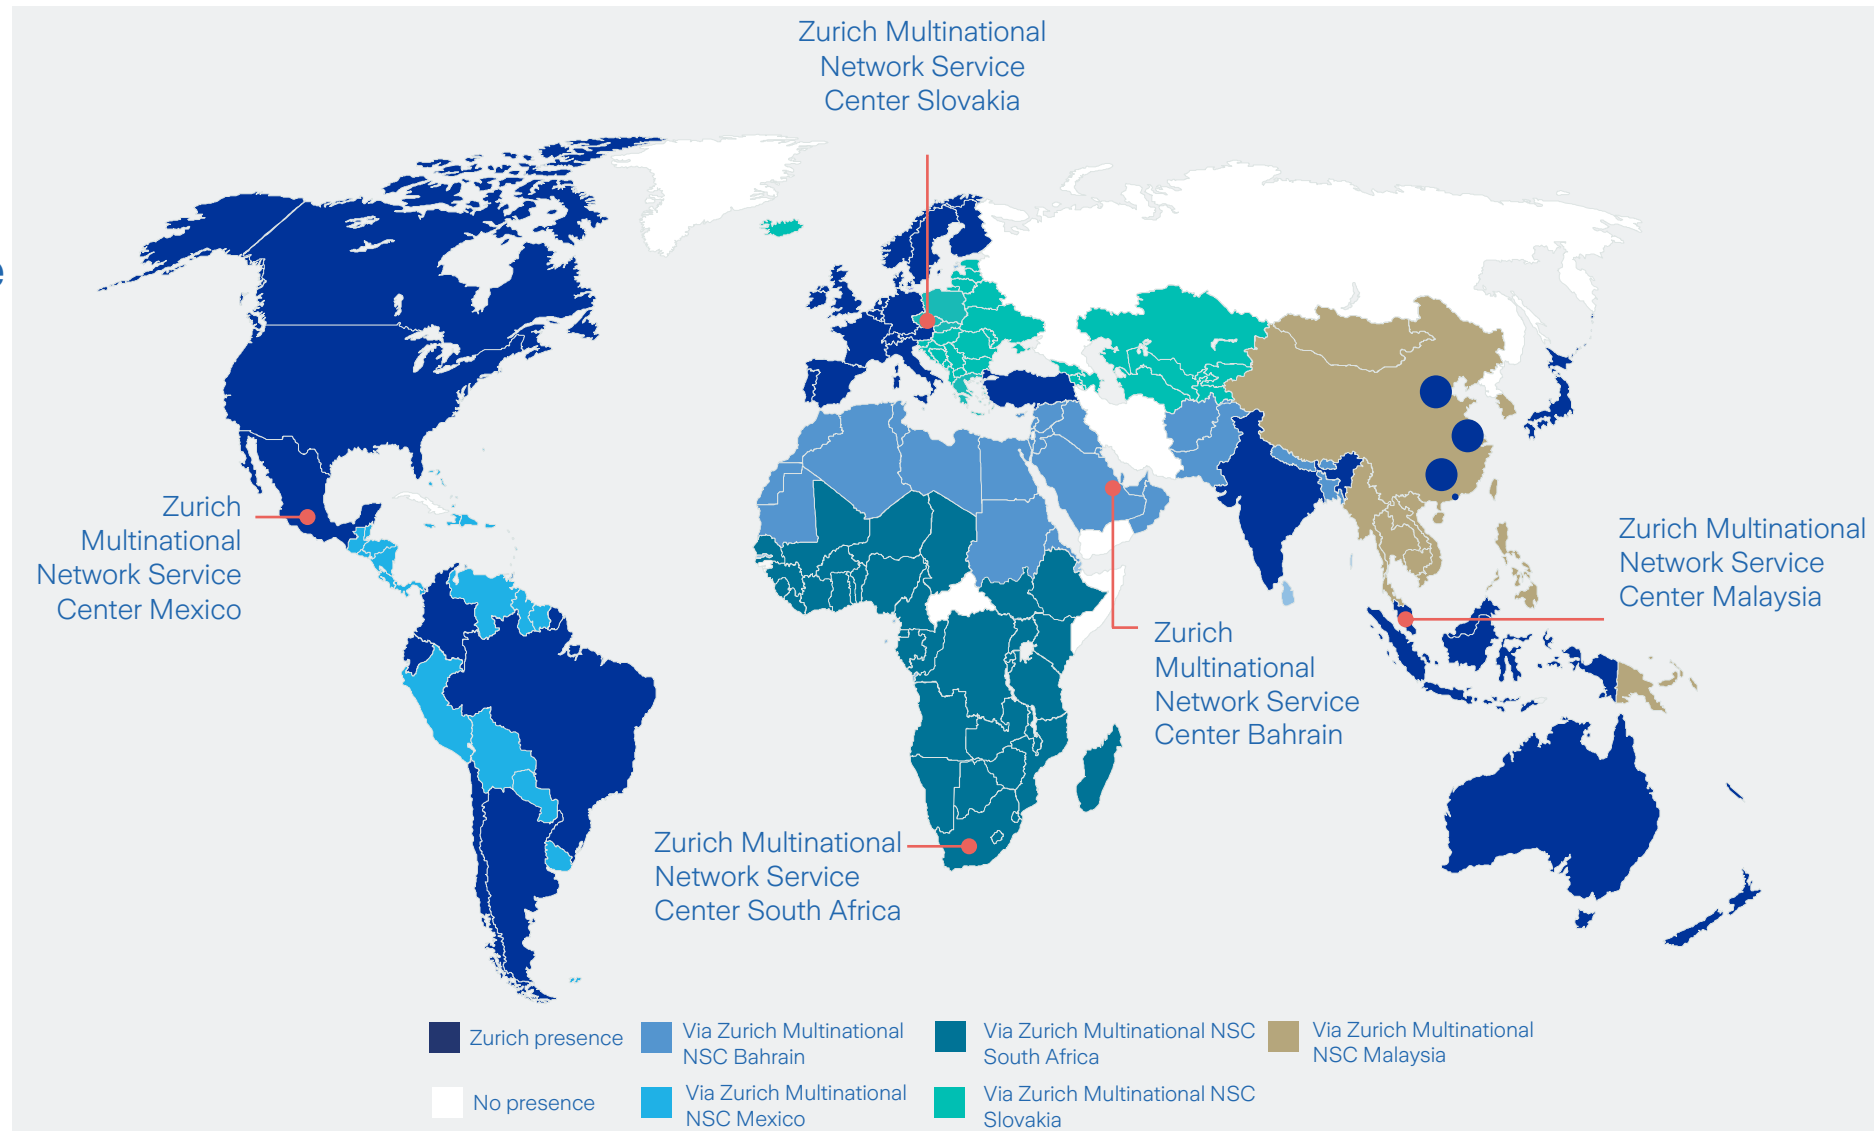 Zurich Multinational
Network Service
Center Slovakia
e
Zurich
Multinational
Network Service
Center Mexico
Zurich Multinational
Network Service
Center Malaysia
Zurich
Multinational
Network Service
Center Bahrain
Zurich Multinational
Network Service
Center South Africa
Zurich presence
Via Zurich Multinational
NSC Bahrain
Via Zurich Multinational NSC
South Africa
Via Zurich Multinational
NSC Malaysia
No presence
Via Zurich Multinational
NSC Mexico
Via Zurich Multinational NSC
Slovakia